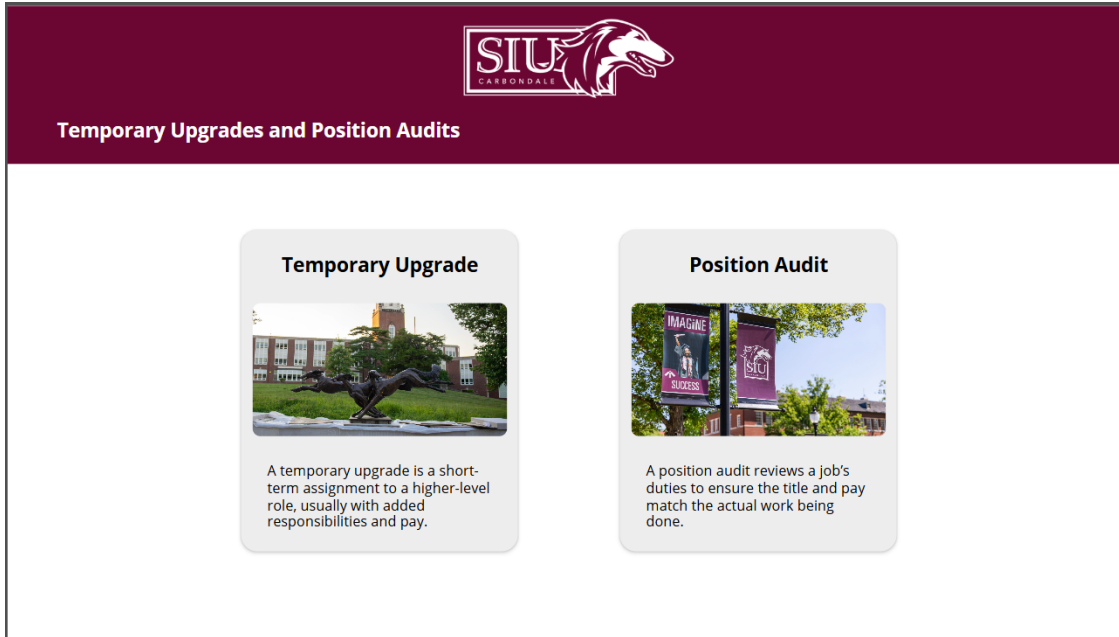 SIU
CARBONDALE
Temporary Upgrades and Position Audits
Temporary Upgrade
A temporary upgrade is a short-
term assignment to a higher-level
role, usually with added
responsibilities and pay.
Position Audit
IMAGINE
SUCCESS
SIU
A position audit reviews a job’s
duties to ensure the title and pay
match the actual work being
done.